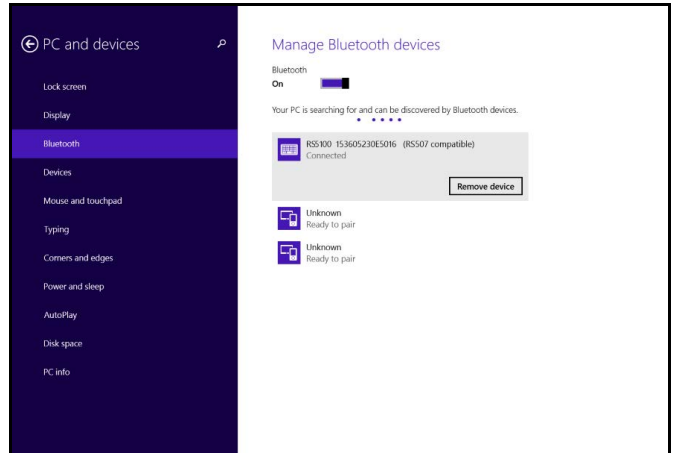 PC and devices
Lock screen
Display
Bluetooth
Devices
Mouse and touchpad
Typing
Corners and edges
Power and sleep
AutoPlay
Disk space
PC info
Manage Bluetooth devices
Bluetooth
On
Your PC is searching for and can be discovered by Bluetooth devices.
RS5100 153605230E5016 (RS507 compatible)
Connected
Remove device
Unknown
Ready to pair
Unknown
Ready to pair